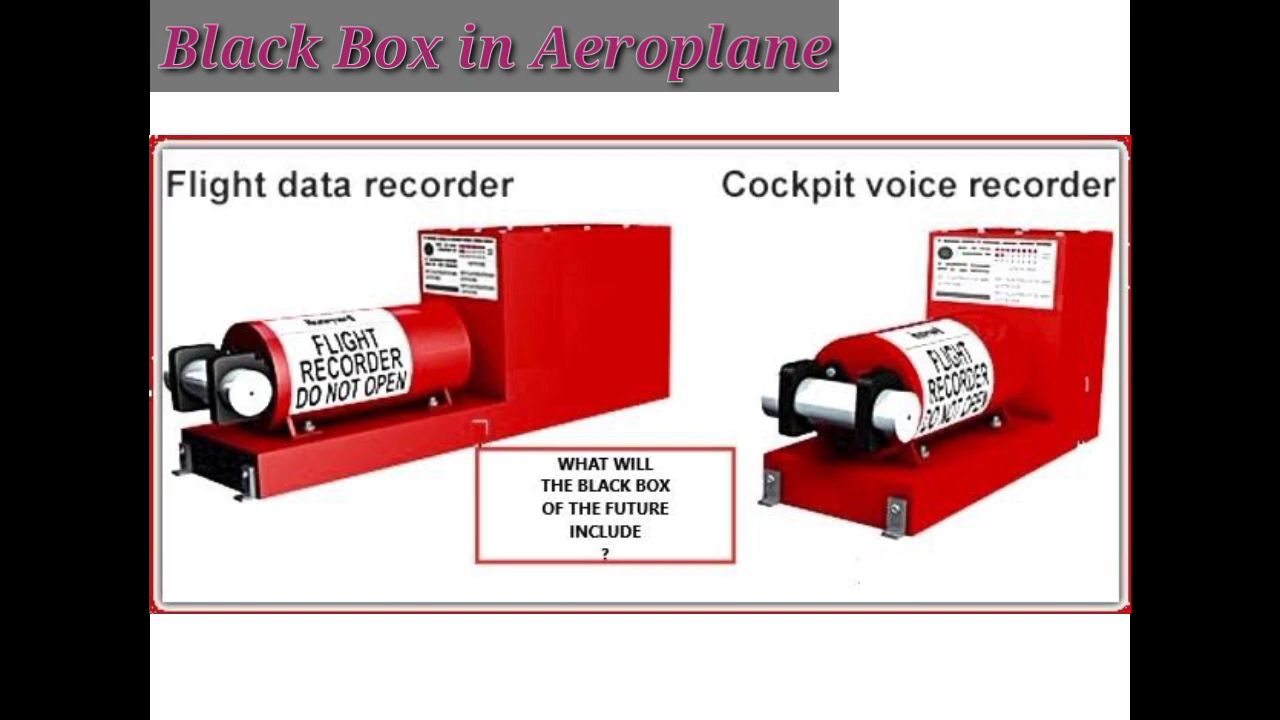 Black Box in Aeroplane
Flight data recorder
Cockpit voice recorder
FLIGHT
RECORDER
DO NOT OPEN
FLIGHT
RECORDER
DO NOT OPEN
WHAT WILL
THE BLACK BOX
OF THE FUTURE
INCLUDE
?